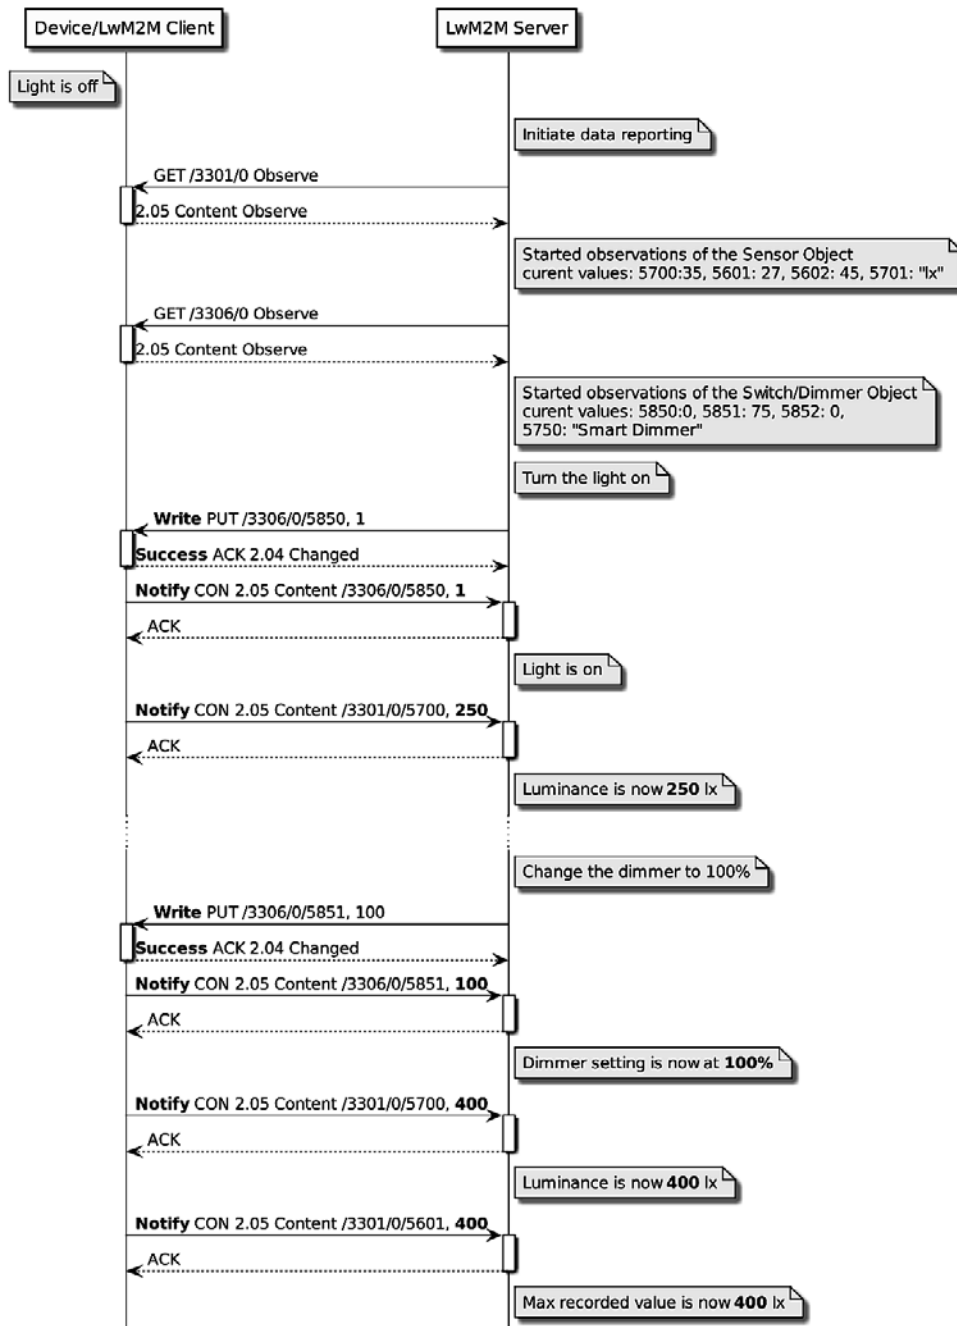 Device/LwM2M Client
LwM2M Server
Light is off
Initiate data reporting
GET /3301/0 Observe
2.05 Content Observe
Started observations of the Sensor Object
curent values: 5700:35, 5601: 27, 5602: 45, 5701: "lx"
GET /3306/0 Observe
2.05 Content Observe
Started observations of the Switch/Dimmer Object
curent values: 5850:0, 5851: 75, 5852: 0,
5750: "Smart Dimmer"
Turn the light on
Write PUT /3306/0/5850, 1
Success ACK 2.04 Changed
Notify CON 2.05 Content /3306/0/5850, 1
ACK
Light is on
Notify CON 2.05 Content /3301/0/5700, 250
ACK
Luminance is now 250 lx
Change the dimmer to 100%
Write PUT /3306/0/5851, 100
Success ACK 2.04 Changed
Notify CON 2.05 Content /3306/0/5851, 100
ACK
Dimmer setting is now at 100%
Notify CON 2.05 Content /3301/0/5700, 400
ACK
Luminance is now 400 lx
Notify CON 2.05 Content /3301/0/5601, 400
ACK
Max recorded value is now 400 lx